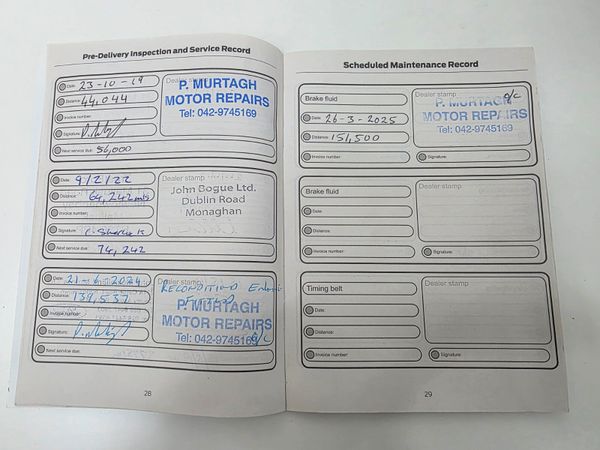 Pre-Delivery Inspection and Service Record
Date: 23-10-19
Distance: 44,044
Invoice number:
Signature:
Next service due: 56,000
Dealer stamp
P. MURTAGH
MOTOR REPAIRS
Tel: 042-9745169
Date: 9/2/22
Distance: 64,242 mls
Invoice number:
Signature:
Next service due: 74,242
Dealer stamp
John Bogue Ltd.
Dublin Road
Monaghan
Date: 21-6-2024
Distance: 139,537
Invoice number:
Signature:
Next service due:
Dealer stamp
RECONDITIND Engine
FITTED
P. MURTAGH
MOTOR REPAIRS
Tel: 042-9745169
28
Scheduled Maintenance Record
Brake fluid
Date: 26-3-2025
Distance: 151,500
Invoice number:
Dealer stamp
P. MURTAGH
MOTOR REPAIRS
Tel: 042-9745169
Signature:
Brake fluid
Date:
Distance:
Invoice number:
Dealer stamp
Signature:
Timing belt
Date:
Distance:
Invoice number:
Dealer stamp
Signature:
29